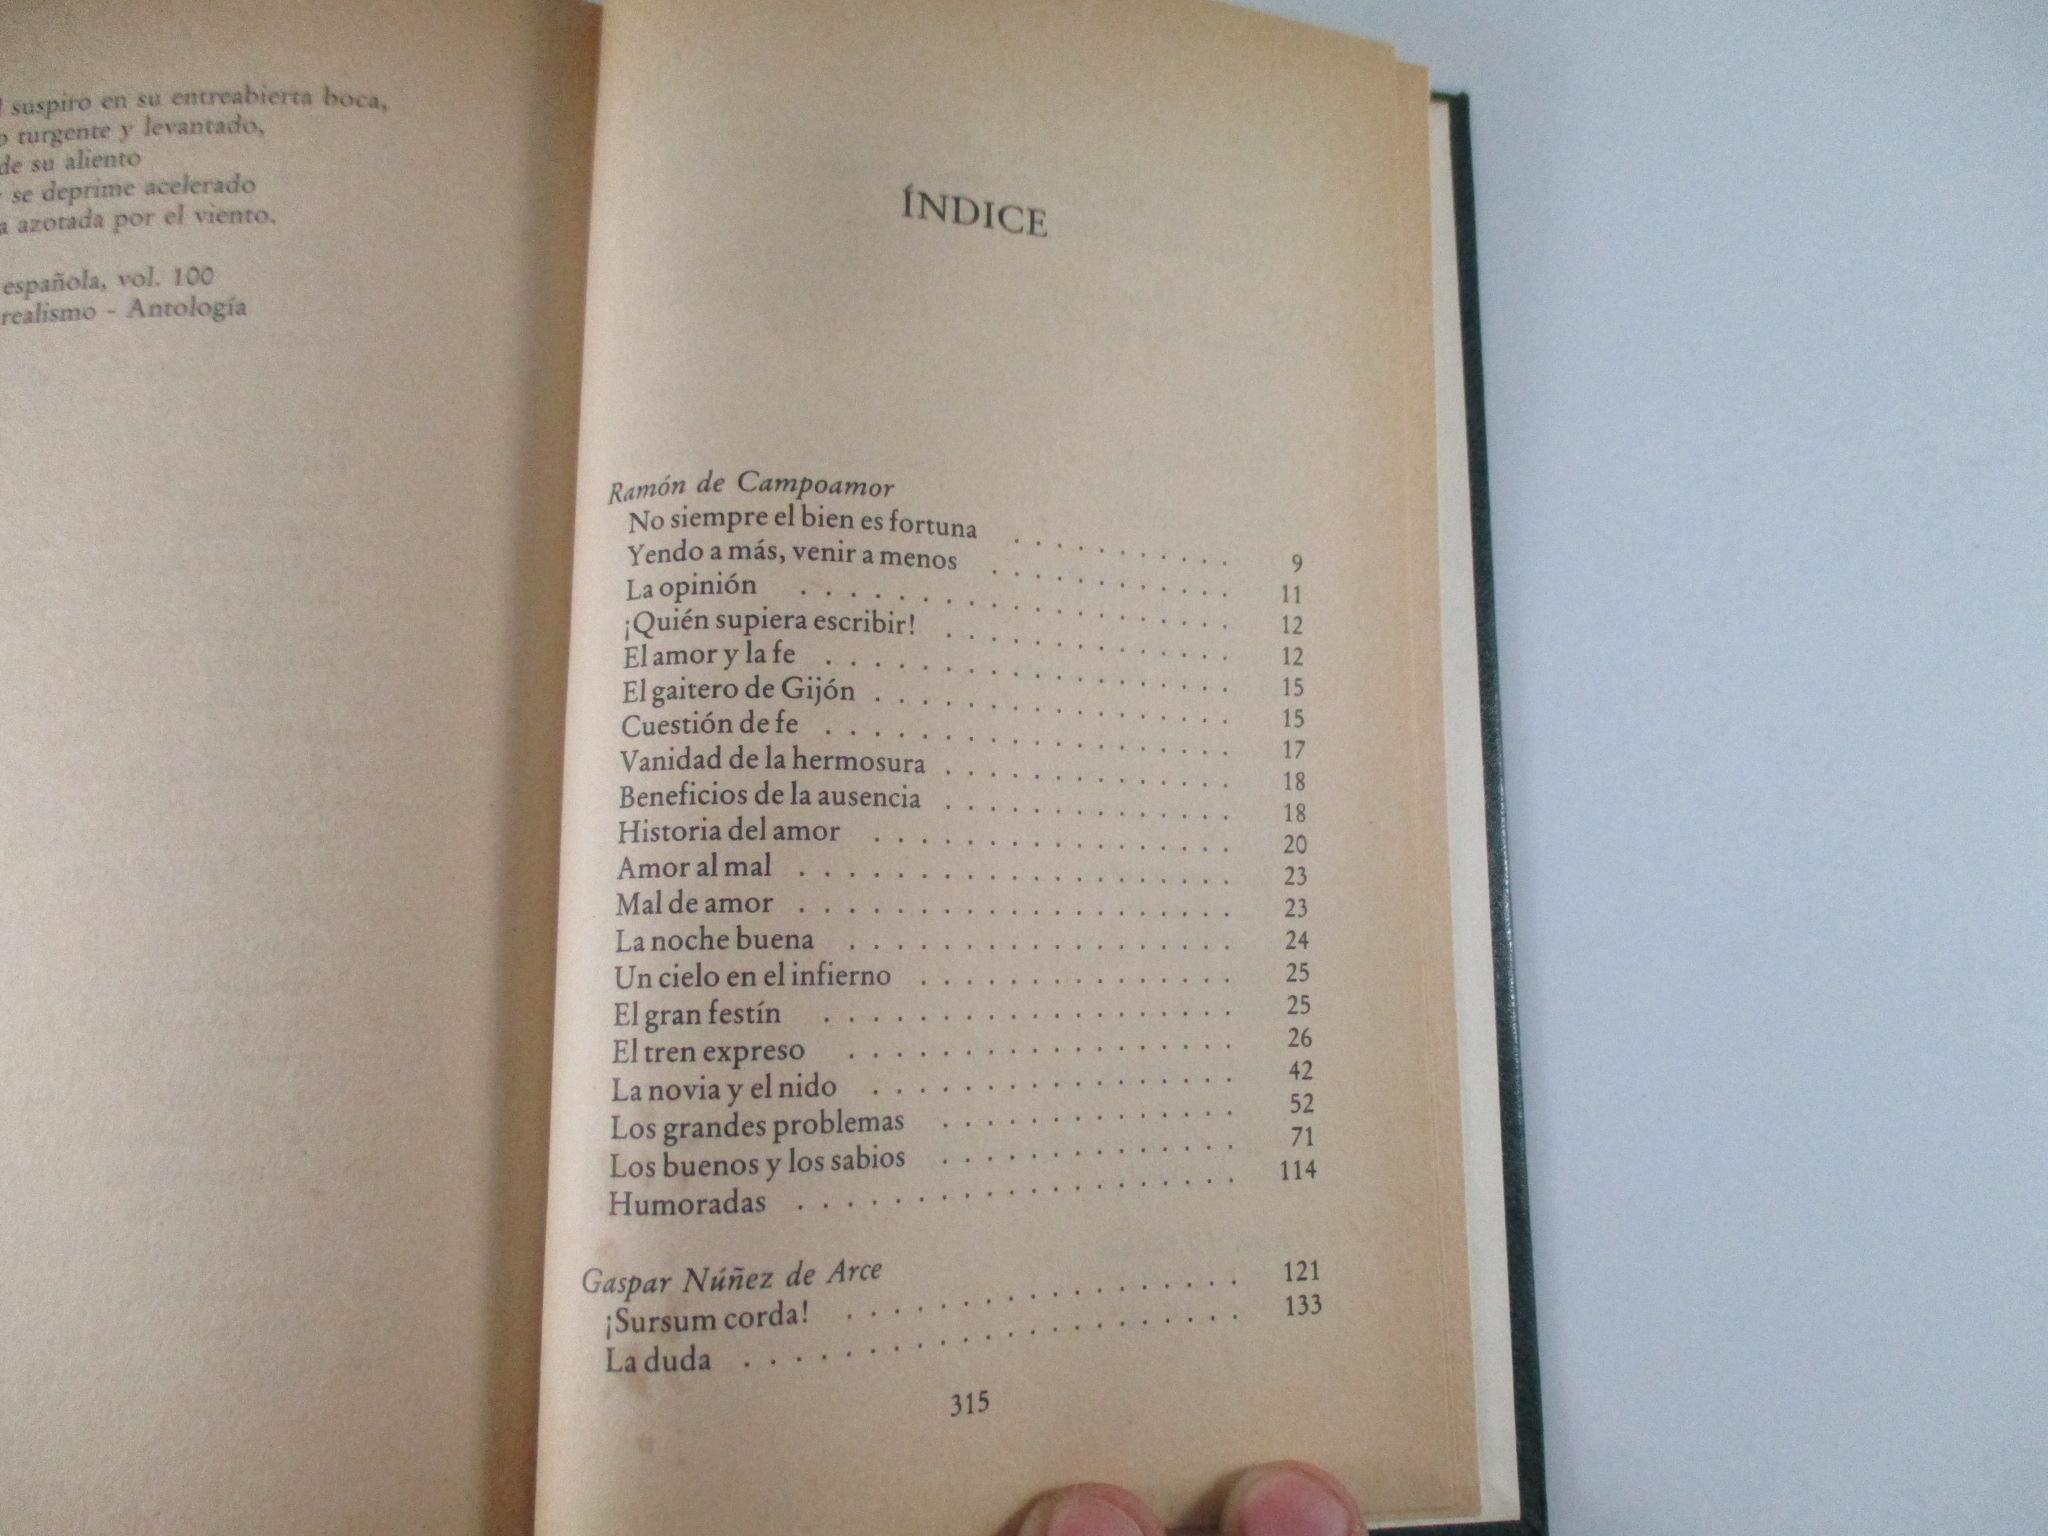 suspiro en su entreabierta boca,
turgente y levantado,
de su aliento
se deprime acelerado
azotada por el viento.
española, vol. 100
realismo - Antología
ÍNDICE
Ramón de Campoamor
No siempre el bien es fortuna . . . . . . . . . . 9
Yendo a más, venir a menos . . . . . . . . . . . 11
La opinión . . . . . . . . . . . . . . . . . . . 12
¡Quién supiera escribir! . . . . . . . . . . . . . 12
El amor y la fe . . . . . . . . . . . . . . . . . . 15
El gaitero de Gijón . . . . . . . . . . . . . . . . 15
Cuestión de fe . . . . . . . . . . . . . . . . . . 17
Vanidad de la hermosura . . . . . . . . . . . . . 18
Beneficios de la ausencia . . . . . . . . . . . . . 18
Historia del amor . . . . . . . . . . . . . . . . 20
Amor al mal . . . . . . . . . . . . . . . . . . . 23
Mal de amor . . . . . . . . . . . . . . . . . . . 23
La noche buena . . . . . . . . . . . . . . . . . 24
Un cielo en el infierno . . . . . . . . . . . . . . 25
El gran festín . . . . . . . . . . . . . . . . . . 25
El tren expreso . . . . . . . . . . . . . . . . . 26
La novia y el nido . . . . . . . . . . . . . . . . 42
Los grandes problemas . . . . . . . . . . . . . 52
Los buenos y los sabios . . . . . . . . . . . . . 71
Humoradas . . . . . . . . . . . . . . . . . . . 114
Gaspar Núñez de Arce
¡Sursum corda! . . . . . . . . . . . . . . . . . 121
La duda . . . . . . . . . . . . . . . . . . . . . 133
315